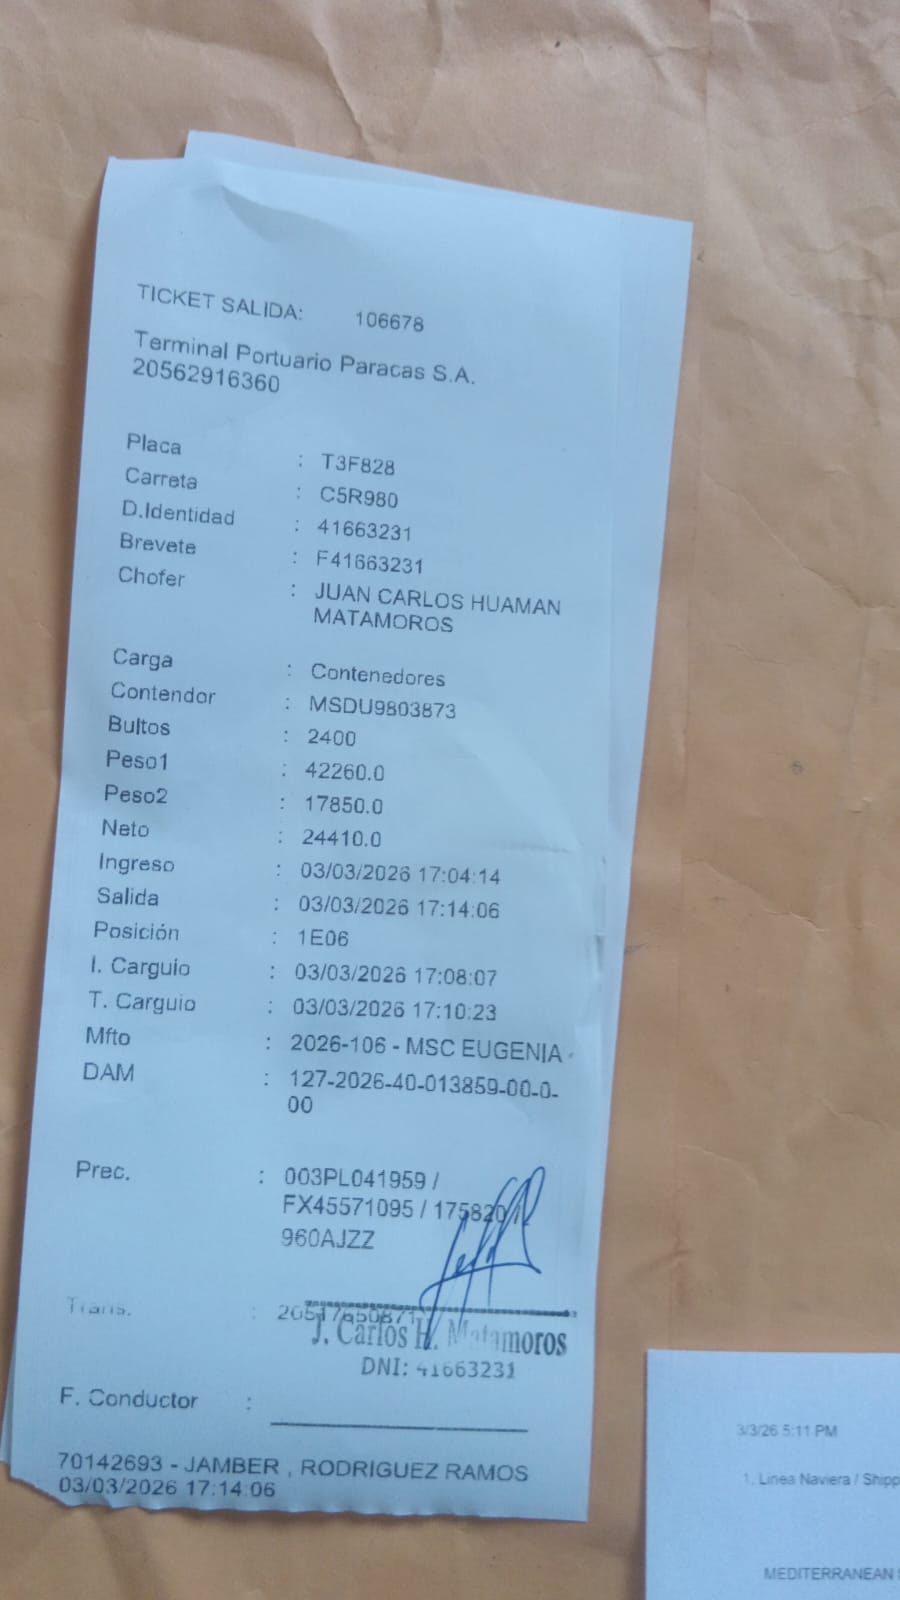 TICKET SALIDA: 106678
Terminal Portuario Paracas S.A.
20562916360
Placa : T3F828
Carreta : C5R980
D.Identidad : 41663231
Brevete : F41663231
Chofer : JUAN CARLOS HUAMAN
MATAMOROS
Carga : Contenedores
Contendor : MSDU9803873
Bultos : 2400
Peso1 : 42260.0
Peso2 : 17850.0
Neto : 24410.0
Ingreso : 03/03/2026 17:04:14
Salida : 03/03/2026 17:14:06
Posición : 1E06
I. Carguio : 03/03/2026 17:08:07
T. Carguio : 03/03/2026 17:10:23
Mfto : 2026-106 - MSC EUGENIA -
DAM : 127-2026-40-013859-00-0-
00
Prec. : 003PL041959 /
FX45571095 /
960AJZZ
Trans. :
J. Carlos H. Matamoros
DNI: 41663231
F. Conductor :
70142693 - JAMBER , RODRIGUEZ RAMOS
03/03/2026 17:14:06
3/3/26 5:11 PM
1. Linea Naviera / Shipp
MEDITERRANEAN